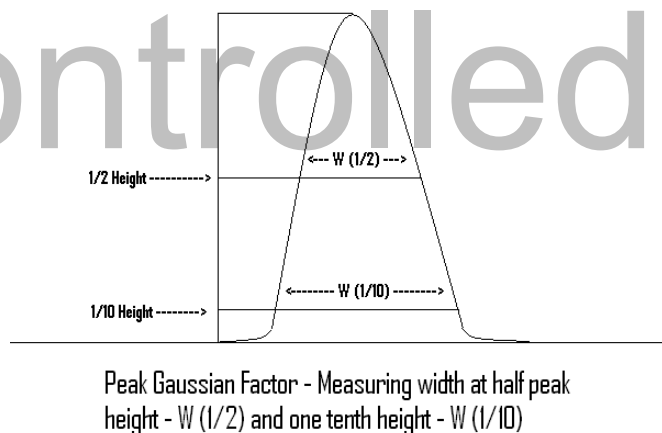 ontrolled
<--- W (1/2) --->
1/2 Height ---------->
<-------- W (1/10) -------->
1/10 Height -------->
Peak Gaussian Factor - Measuring width at half peak
height - W (1/2) and one tenth height - W (1/10)